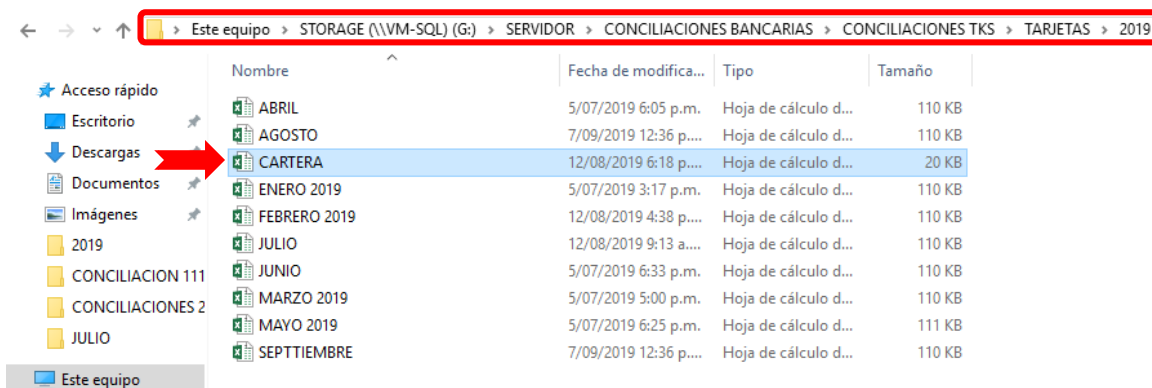 Este equipo > STORAGE (\\VM-SQL) (G:) > SERVIDOR > CONCILIACIONES BANCARIAS > CONCILIACIONES TKS > TARJETAS > 2019
Nombre Fecha de modifica... Tipo Tamaño
Acceso rápido
Escritorio
Descargas
Documentos
Imágenes
2019
CONCILIACION 111
CONCILIACIONES 2
JULIO
Este equipo
ABRIL 5/07/2019 6:05 p.m. Hoja de cálculo d... 110 KB
AGOSTO 7/09/2019 12:36 p.... Hoja de cálculo d... 110 KB
CARTERA 12/08/2019 6:18 p.... Hoja de cálculo d... 20 KB
ENERO 2019 5/07/2019 3:17 p.m. Hoja de cálculo d... 110 KB
FEBRERO 2019 12/08/2019 4:38 p.... Hoja de cálculo d... 110 KB
JULIO 12/08/2019 9:13 a.... Hoja de cálculo d... 110 KB
JUNIO 5/07/2019 6:33 p.m. Hoja de cálculo d... 110 KB
MARZO 2019 5/07/2019 5:00 p.m. Hoja de cálculo d... 110 KB
MAYO 2019 5/07/2019 6:25 p.m. Hoja de cálculo d... 111 KB
SEPTTIEMBRE 7/09/2019 12:36 p.... Hoja de cálculo d... 110 KB